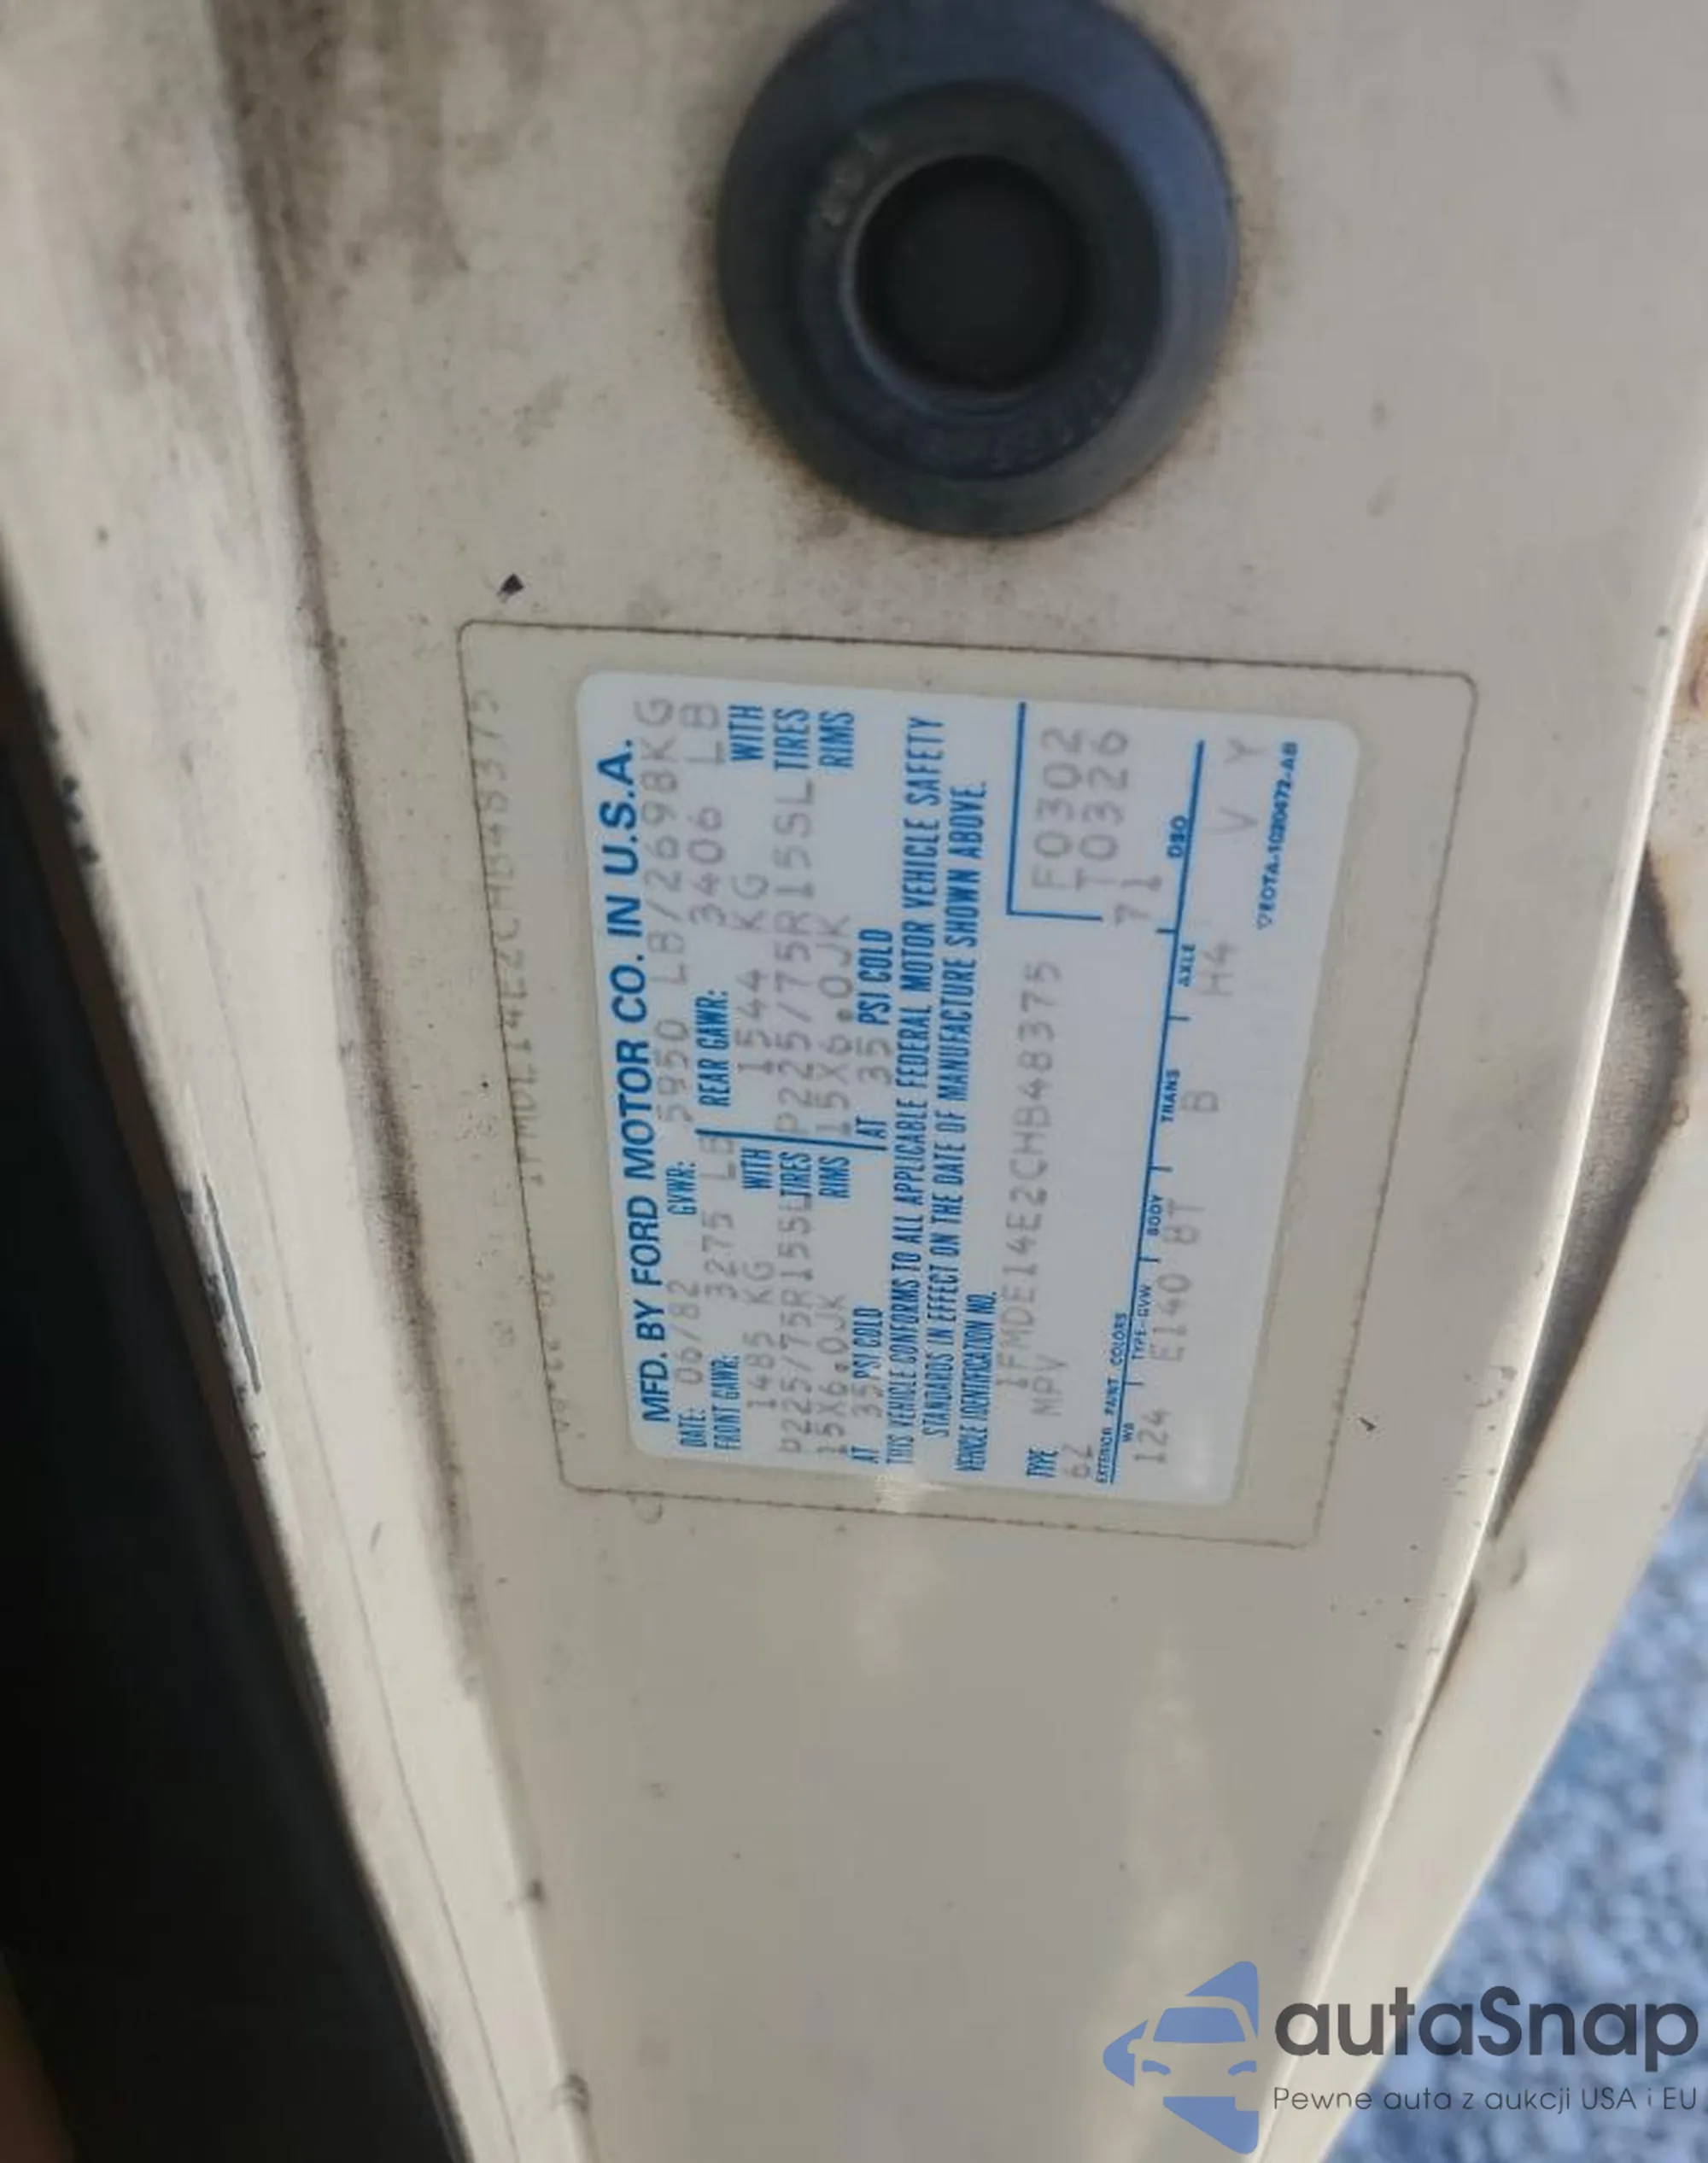 MFD. BY FORD MOTOR CO. IN U.S.A.
DATE: 06/82 GVWR: 5950 LB/2698KG
FRONT GAWR: 3275 LB REAR GAWR: 3406 LB
1485 KG WITH 1544 KG WITH
P225/75R15SL TIRES P225/75R15SL TIRES
15X6.0JK RIMS 15X6.0JK RIMS
AT 35 PSI COLD AT 35 PSI COLD
THIS VEHICLE CONFORMS TO ALL APPLICABLE FEDERAL MOTOR VEHICLE SAFETY
STANDARDS IN EFFECT ON THE DATE OF MANUFACTURE SHOWN ABOVE.
VEHICLE IDENTIFICATION NO.
1FMDE14E2CHB48375
TYPE MPV F0302
6Z T0326
EXTERIOR PAINT COLORS 71
WB TYPE-GVW BODY TRANS AXLE DSO
124 E140 8T B H4 V Y
autaSnap
Pewne auta z aukcji USA i EU